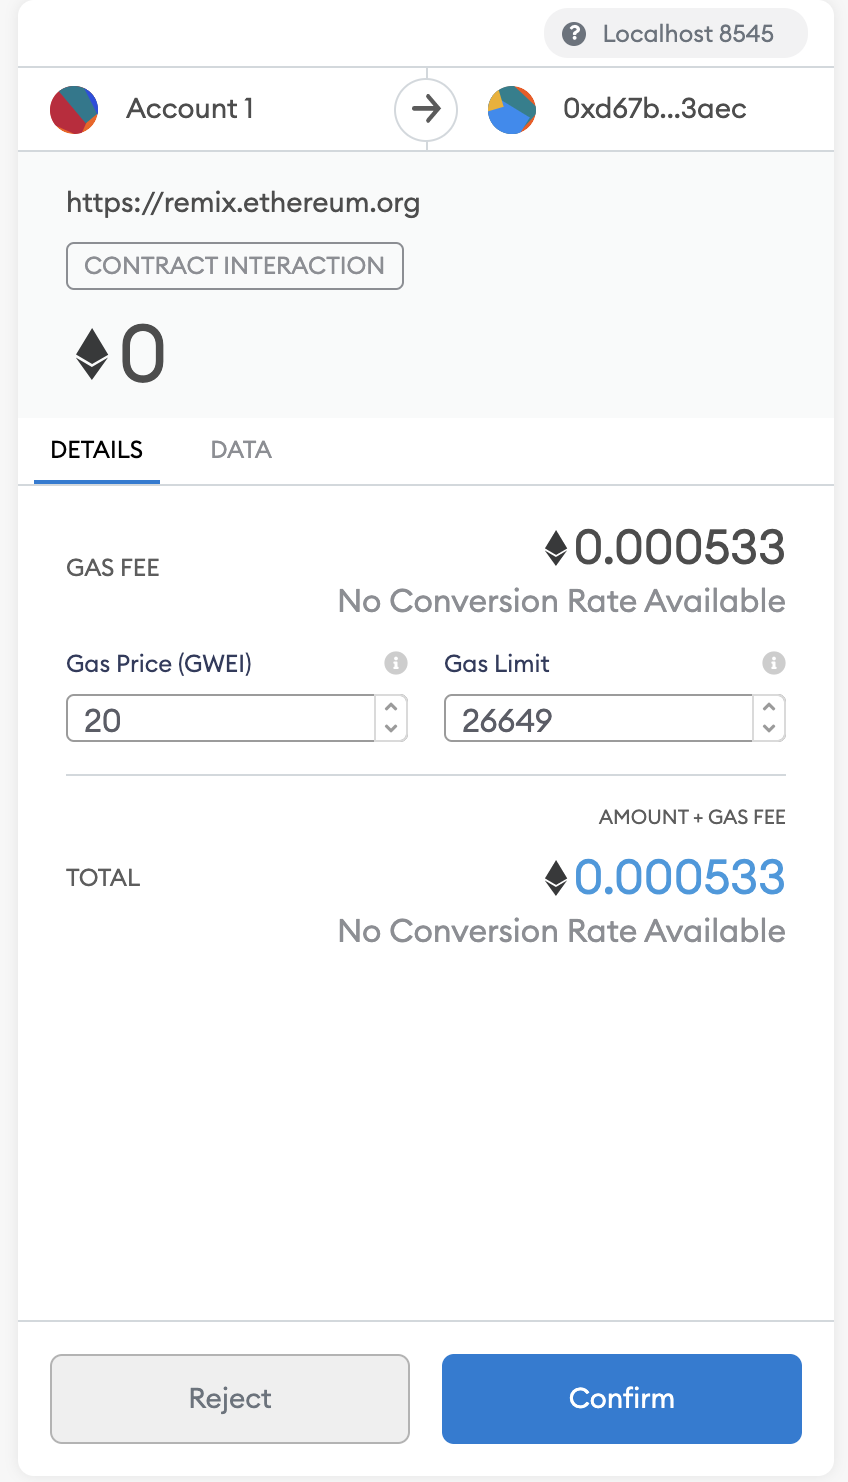 Localhost 8545
Account 1
0xd67b...3aec
https://remix.ethereum.org
CONTRACT INTERACTION
0
DETAILS
DATA
GAS FEE
0.000533
No Conversion Rate Available
Gas Price (GWEI)
Gas Limit
20
26649
AMOUNT + GAS FEE
TOTAL
0.000533
No Conversion Rate Available
Reject
Confirm